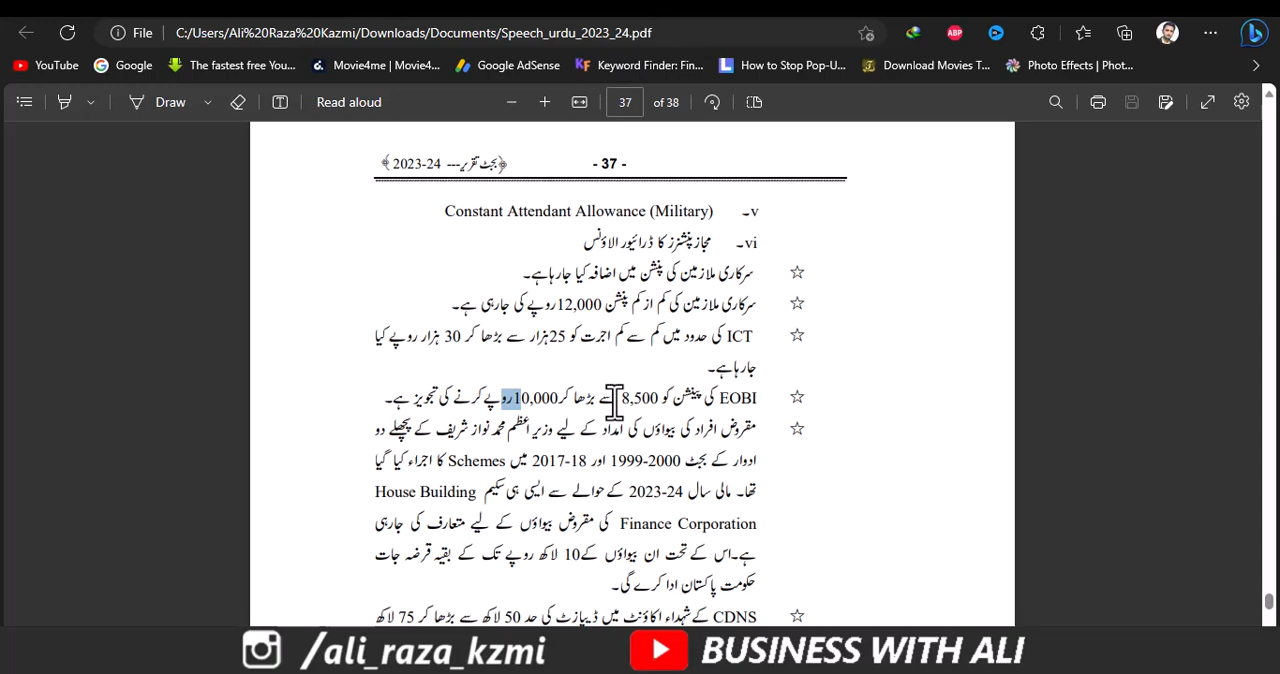 File C:/Users/Ali%20Raza%20Kazmi/Downloads/Documents/Speech_urdu_2023_24.pdf ABP
YouTube Google The fastest free You... Movie4me | Movie4... Google AdSense Keyword Finder: Fin... How to Stop Pop-U... Download Movies T... Photo Effects | Phot...
Draw Read aloud 37 of 38
- 37 - ﴿بجٹ تقریر--- 2023-24﴾
v۔ Constant Attendant Allowance (Military)
vi۔ مجاز پنشنرز کا ڈرائیور الاؤنس
☆ سرکاری ملازمین کی پنشن میں اضافہ کیا جارہا ہے۔
☆ سرکاری ملازمین کی کم از کم پنشن 12,000 روپے کی جارہی ہے۔
☆ ICT کی حدود میں کم سے کم اجرت کو 25 ہزار سے بڑھا کر 30 ہزار روپے کیا
جارہا ہے۔
☆ EOBI کی پینشن کو 8,500 سے بڑھا کر 10,000 روپے کرنے کی تجویز ہے۔
☆ مقروض افراد کی بیواؤں کی امداد کے لیے وزیر اعظم محمد نواز شریف کے پچھلے دو
ادوار کے بجٹ 1999-2000 اور 2017-18 میں Schemes کا اجراء کیا گیا
تھا۔ مالی سال 2023-24 کے حوالے سے ایسی ہی سکیم House Building
Finance Corporation کی مقروض بیواؤں کے لیے متعارف کی جارہی
ہے۔اس کے تحت ان بیواؤں کے 10 لاکھ روپے تک کے بقیہ قرضہ جات
حکومت پاکستان ادا کرے گی۔
☆ CDNS کے شہداء اکاؤنٹ میں ڈیپازٹ کی حد 50 لاکھ سے بڑھا کر 75 لاکھ
/ali_raza_kzmi BUSINESS WITH ALI